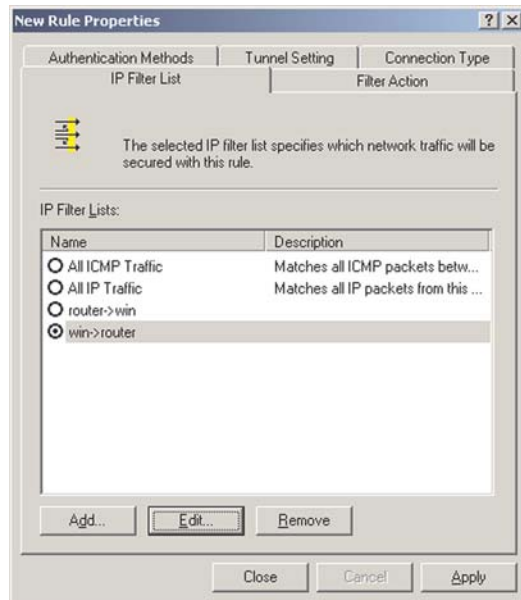 New Rule Properties
Authentication Methods Tunnel Setting Connection Type
IP Filter List Filter Action
The selected IP filter list specifies which network traffic will be
secured with this rule.
IP Filter Lists:
Name Description
All ICMP Traffic Matches all ICMP packets betw...
All IP Traffic Matches all IP packets from this ...
router->win
win->router
Add... Edit... Remove
Close Cancel Apply